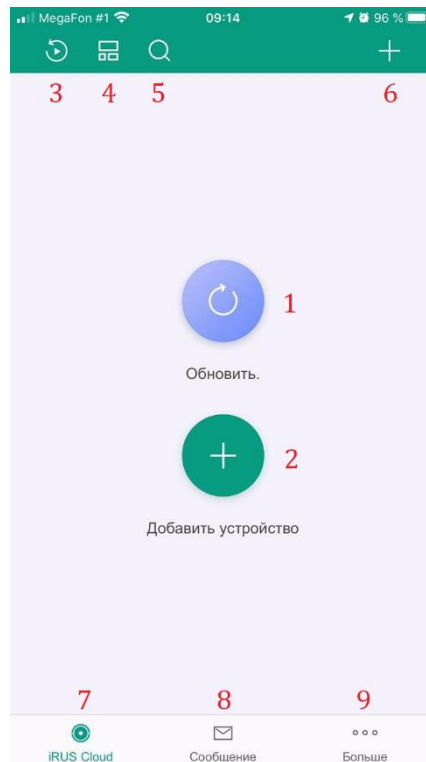 MegaFon #1 09:14 96 %
3 4 5 6
1
Обновить.
2
Добавить устройство
7 8 9
iRUS Cloud Сообщение Больше